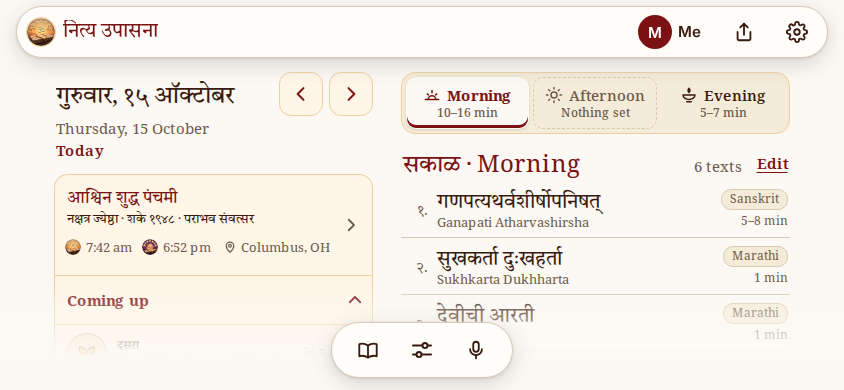 नित्य उपासना
M Me
गुरुवार, १५ ऑक्टोबर
Thursday, 15 October
Today
आश्विन शुद्ध पंचमी
नक्षत्र ज्येष्ठा · शके १९४८ · पराभव संवत्सर
7:42 am 6:52 pm Columbus, OH
Coming up
दसरा
Morning
10–16 min
Afternoon
Nothing set
Evening
5–7 min
सकाळ · Morning
6 texts Edit
१. गणपत्यथर्वशीर्षोपनिषत्
Ganapati Atharvashirsha
Sanskrit
5–8 min
२. सुखकर्ता दुःखहर्ता
Sukhkarta Dukhharta
Marathi
1 min
देवीची आरती
Marathi
1 min